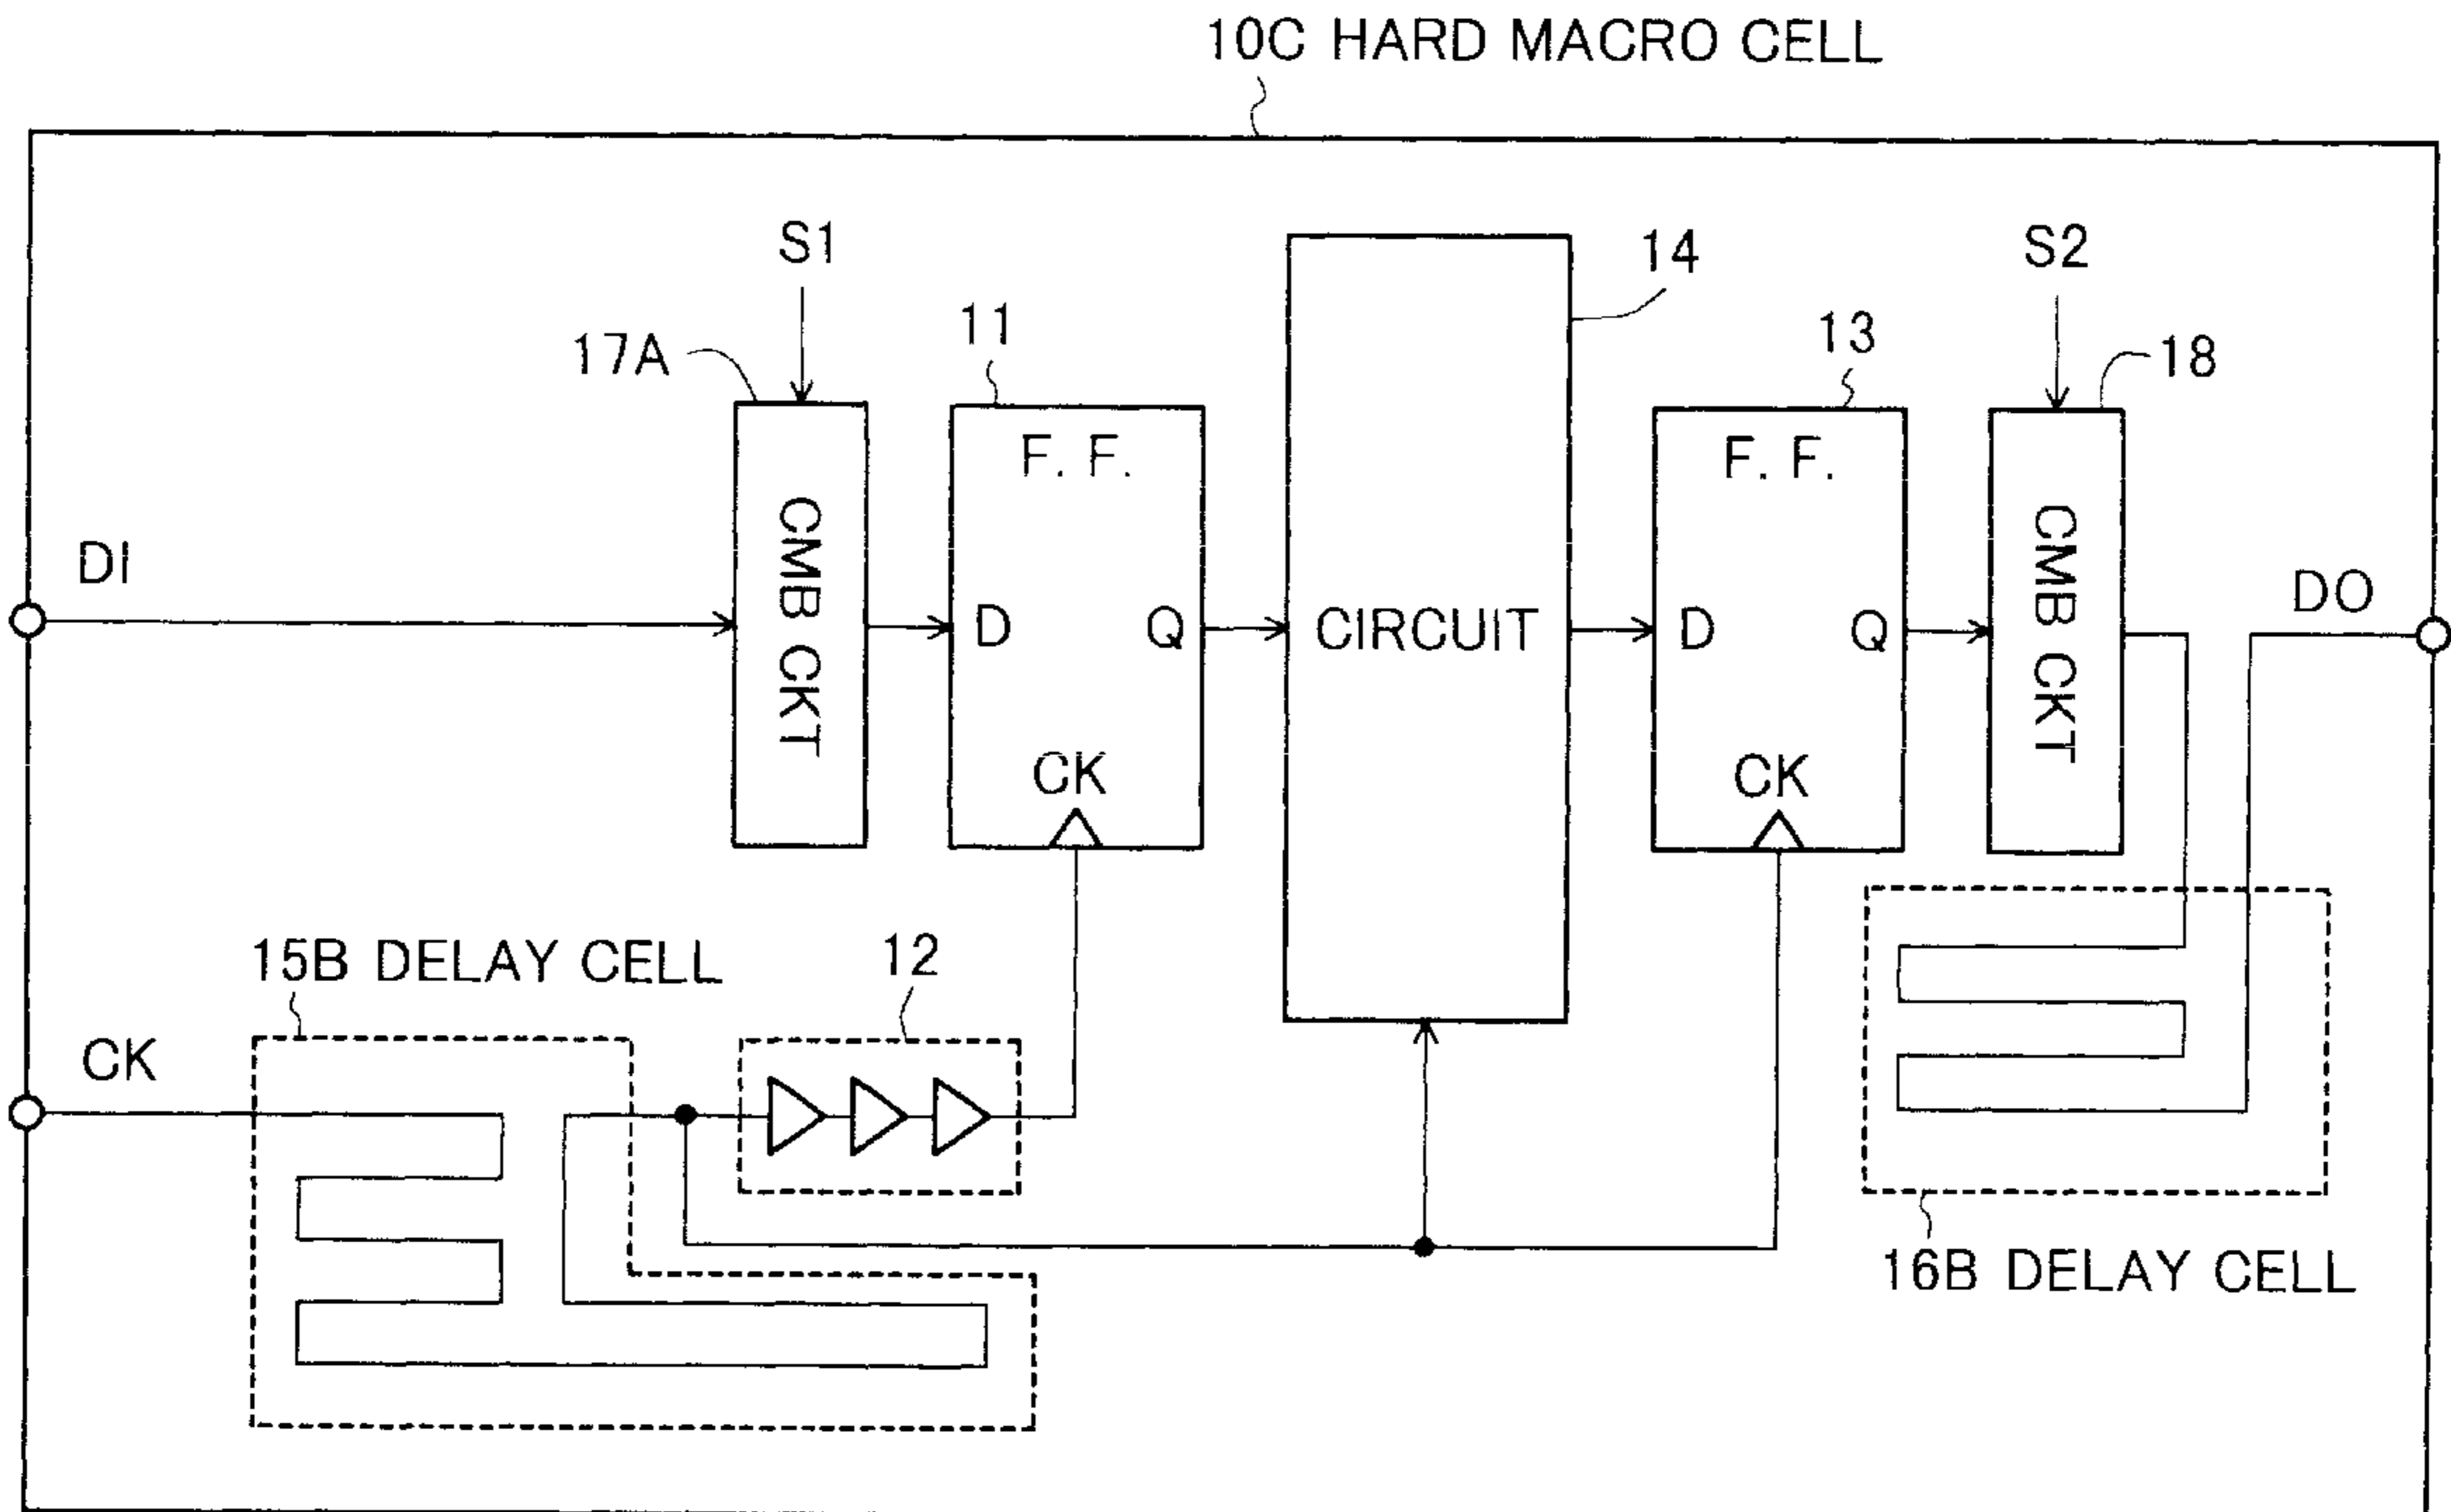 10C HARD MACRO CELL
S1
S2
14
11
13
17A
18
F. F.
F. F.
CMB CKT
CMB CKT
DI
DO
D
Q
CIRCUIT
D
Q
CK
CK
15B DELAY CELL
12
CK
16B DELAY CELL